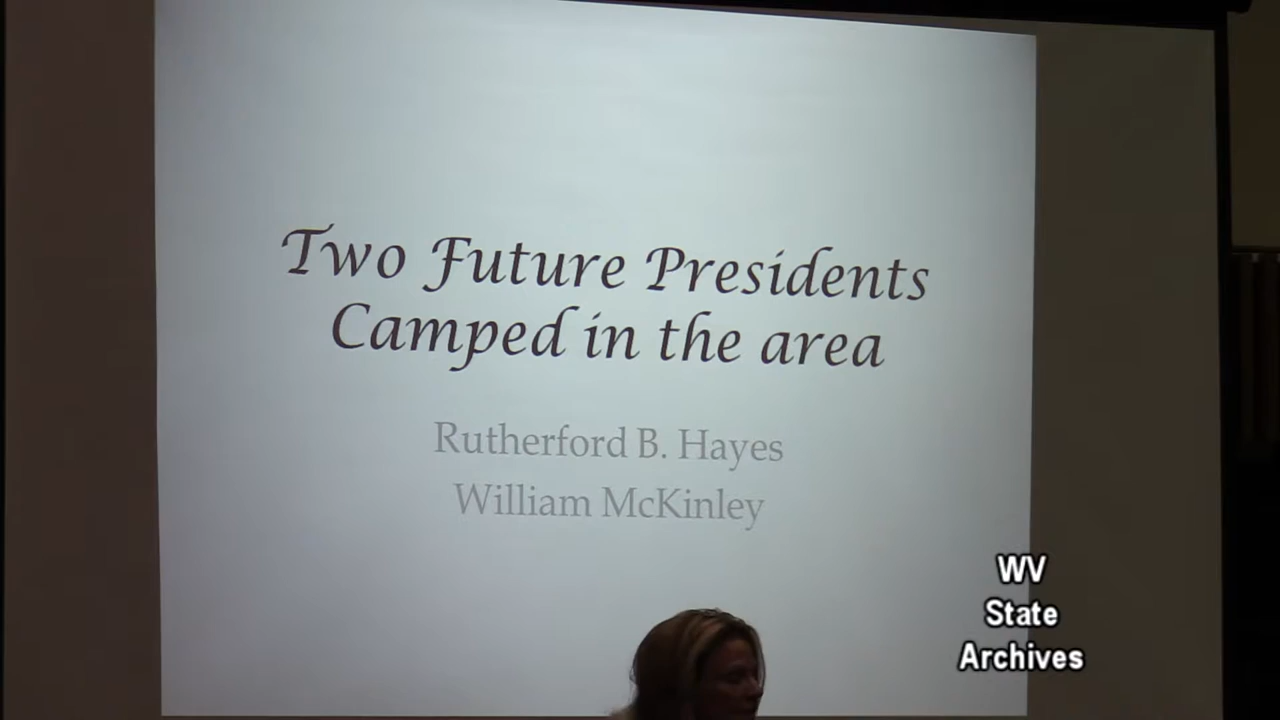 Two Future Presidents
Camped in the area
Rutherford B. Hayes
William McKinley
WV
State
Archives